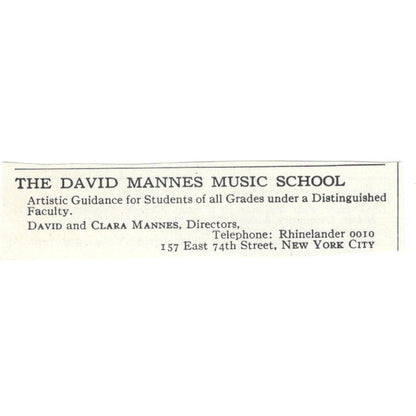 THE DAVID MANNES MUSIC SCHOOL
Artistic Guidance for Students of all Grades under a Distinguished
Faculty.
DAVID and CLARA MANNES, Directors,
Telephone: Rhinelander 0010
157 East 74th Street, NEW YORK CITY